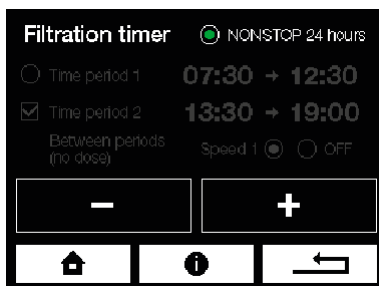 Filtration timer NONSTOP 24 hours
Time period 1 07:30 → 12:30
Time period 2 13:30 → 19:00
Between periods
(no dose) Speed 1 OFF
− +